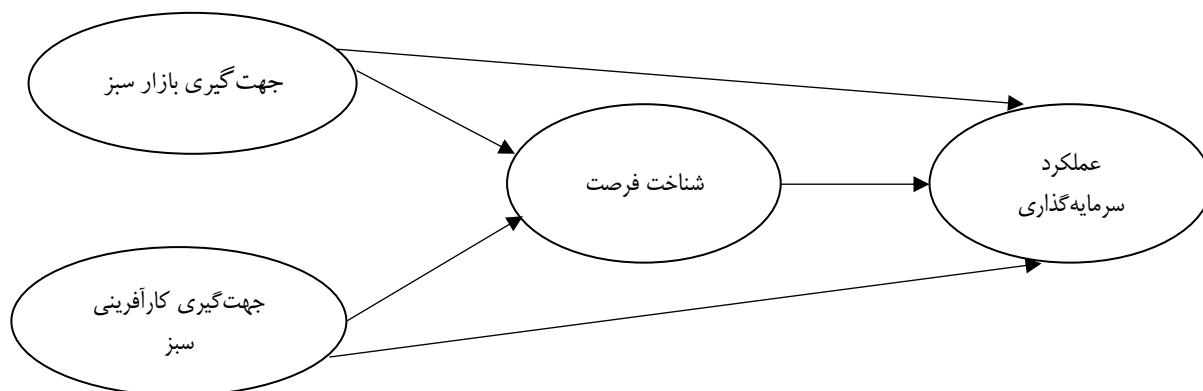 جهت‌گیری بازار سبز
شناخت فرصت
عملکرد
سرمایه‌گذاری
جهت‌گیری کارآفرینی
سبز